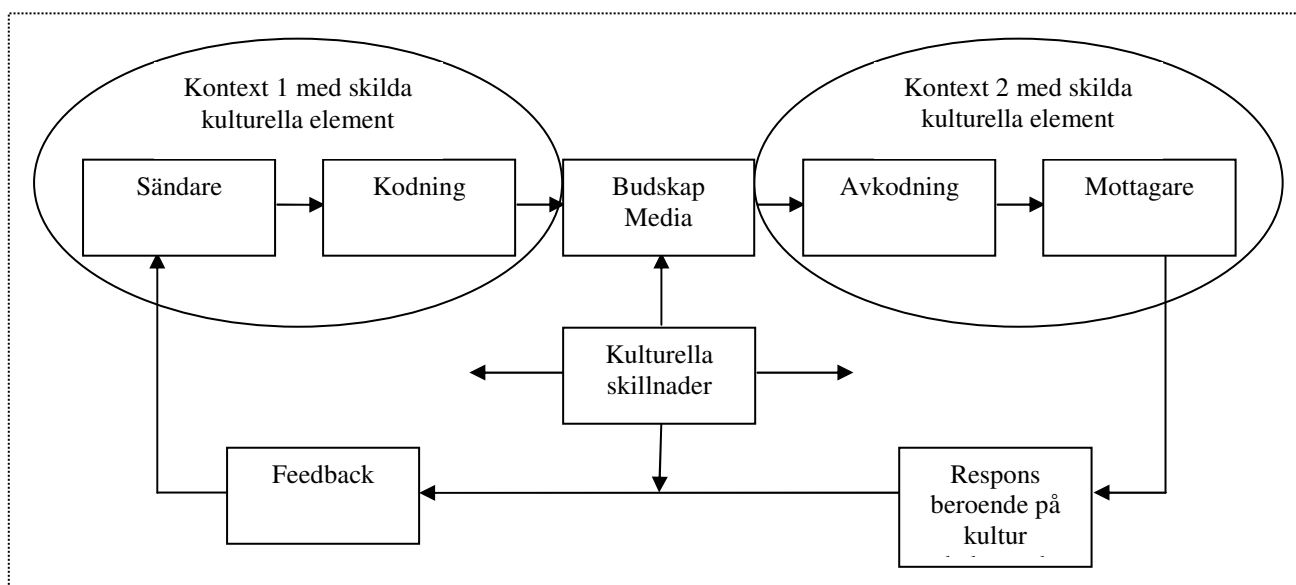 Kontext 1 med skilda
kulturella element
Kontext 2 med skilda
kulturella element
Sändare
Kodning
Budskap
Media
Avkodning
Mottagare
Kulturella
skillnader
Feedback
Respons
beroende på
kultur